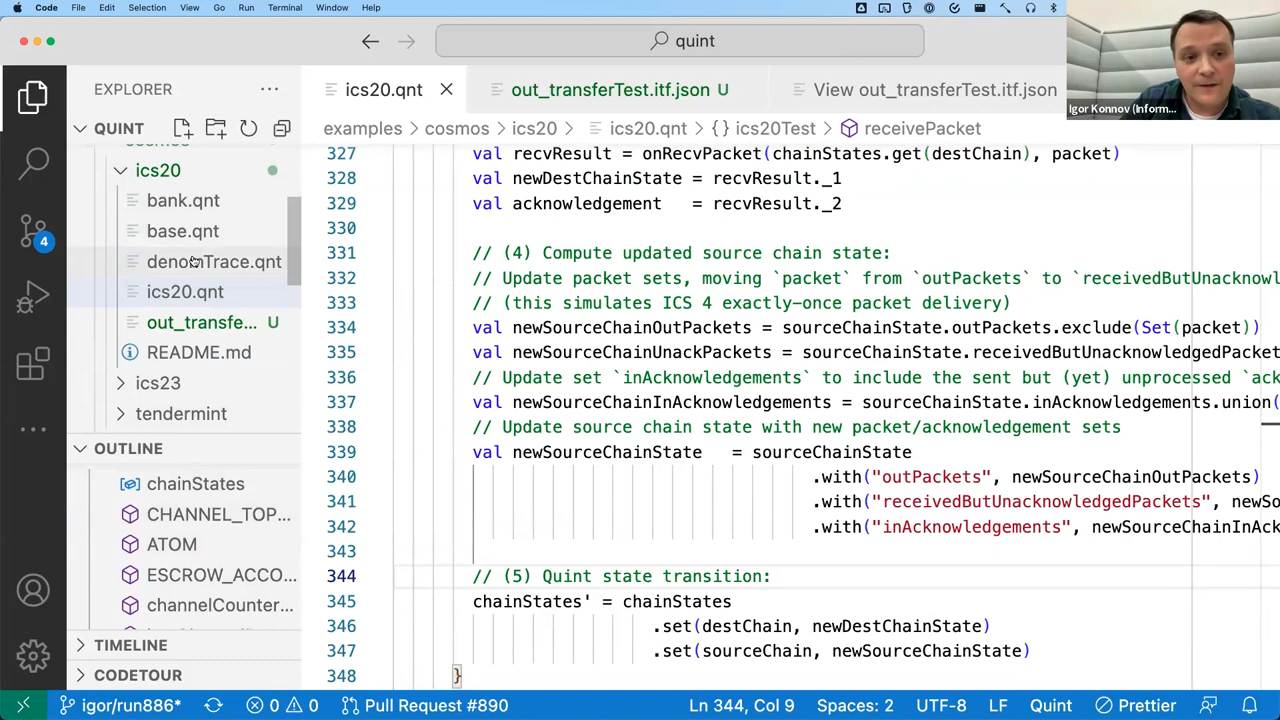 Code File Edit Selection View Go Run Terminal Window Help
quint
Igor Konnov (Inform...
EXPLORER
ics20.qnt
out_transferTest.itf.json U
View out_transferTest.itf.json
QUINT
examples > cosmos > ics20 > ics20.qnt > {} ics20Test > receivePacket
cosmos
ics20
bank.qnt
base.qnt
denomTrace.qnt
ics20.qnt
out_transfe... U
README.md
ics23
tendermint
OUTLINE
chainStates
CHANNEL_TOP...
ATOM
ESCROW_ACCO...
channelCounter...
TIMELINE
CODETOUR
327 val recvResult = onRecvPacket(chainStates.get(destChain), packet)
328 val newDestChainState = recvResult._1
329 val acknowledgement = recvResult._2
330
331 // (4) Compute updated source chain state:
332 // Update packet sets, moving `packet` from `outPackets` to `receivedButUnacknowl
333 // (this simulates ICS 4 exactly-once packet delivery)
334 val newSourceChainOutPackets = sourceChainState.outPackets.exclude(Set(packet))
335 val newSourceChainUnackPackets = sourceChainState.receivedButUnacknowledgedPacket
336 // Update set `inAcknowledgements` to include the sent but (yet) unprocessed `ack
337 val newSourceChainInAcknowledgements = sourceChainState.inAcknowledgements.union(
338 // Update source chain state with new packet/acknowledgement sets
339 val newSourceChainState = sourceChainState
340 .with("outPackets", newSourceChainOutPackets)
341 .with("receivedButUnacknowledgedPackets", newSou
342 .with("inAcknowledgements", newSourceChainInAck
343
344 // (5) Quint state transition:
345 chainStates' = chainStates
346 .set(destChain, newDestChainState)
347 .set(sourceChain, newSourceChainState)
348 }
4
igor/run886* 0 0 Pull Request #890 Ln 344, Col 9 Spaces: 2 UTF-8 LF Quint Prettier